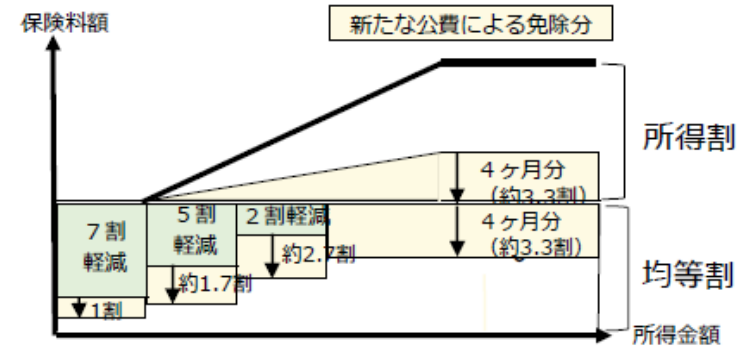 保険料額
新たな公費による免除分
所得割
4ヶ月分
(約3.3割)
7割
軽減
5割
軽減
2割軽減
4ヶ月分
(約3.3割)
約2.7割
約1.7割
1割
均等割
所得金額